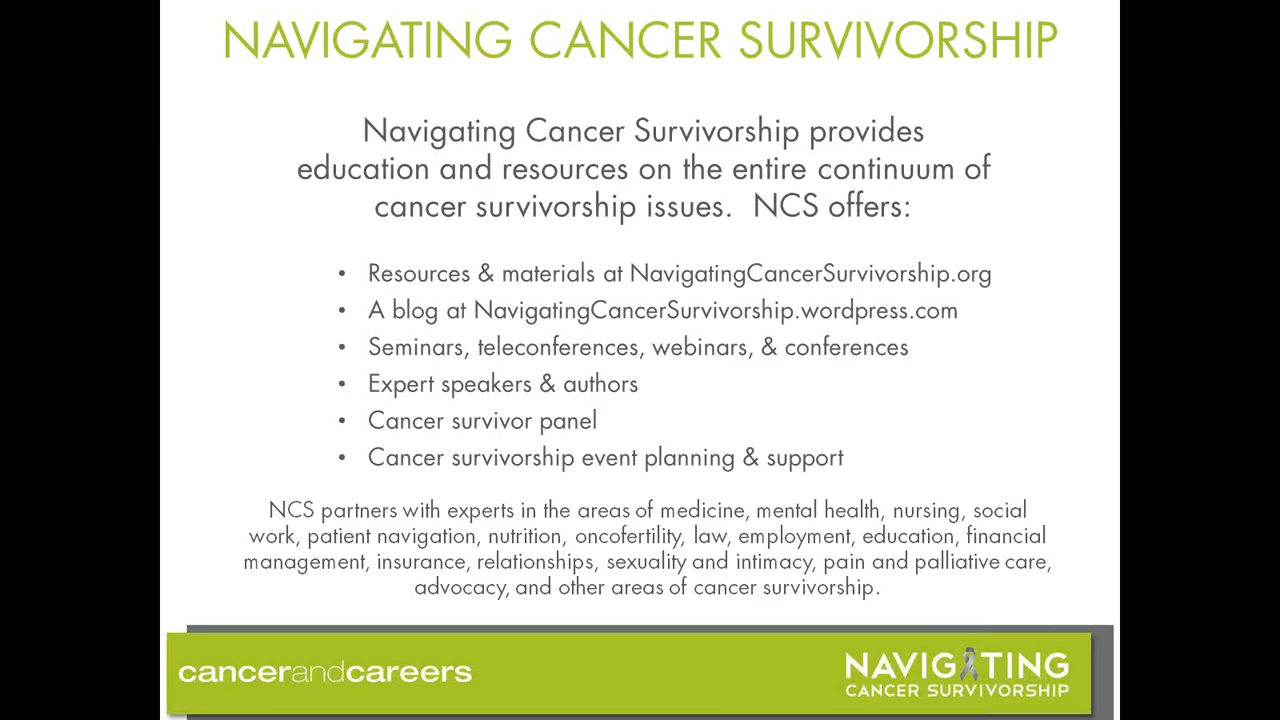 NAVIGATING CANCER SURVIVORSHIP
Navigating Cancer Survivorship provides
education and resources on the entire continuum of
cancer survivorship issues.  NCS offers:
• Resources & materials at NavigatingCancerSurvivorship.org
• A blog at NavigatingCancerSurvivorship.wordpress.com
• Seminars, teleconferences, webinars, & conferences
• Expert speakers & authors
• Cancer survivor panel
• Cancer survivorship event planning & support
NCS partners with experts in the areas of medicine, mental health, nursing, social
work, patient navigation, nutrition, oncofertility, law, employment, education, financial
management, insurance, relationships, sexuality and intimacy, pain and palliative care,
advocacy, and other areas of cancer survivorship.
cancerandcareers
NAVIGATING
CANCER SURVIVORSHIP